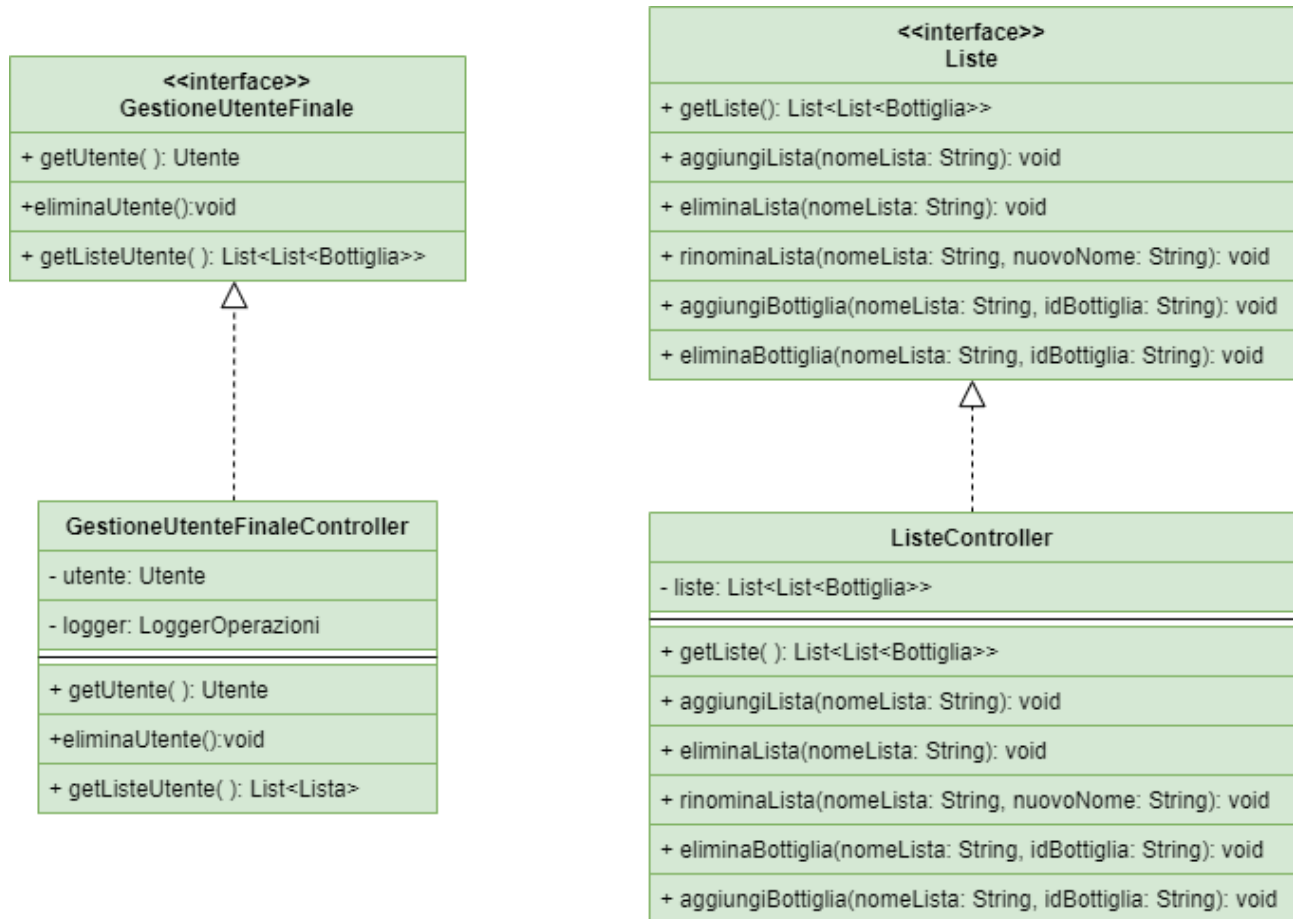 <<interface>>
GestioneUtenteFinale
+ getUtente( ): Utente
+eliminaUtente():void
+ getListeUtente( ): List<List<Bottiglia>>
GestioneUtenteFinaleController
- utente: Utente
- logger: LoggerOperazioni
+ getUtente( ): Utente
+eliminaUtente():void
+ getListeUtente( ): List<Lista>
<<interface>>
Liste
+ getListe(): List<List<Bottiglia>>
+ aggiungiLista(nomeLista: String): void
+ eliminaLista(nomeLista: String): void
+ rinominaLista(nomeLista: String, nuovoNome: String): void
+ aggiungiBottiglia(nomeLista: String, idBottiglia: String): void
+ eliminaBottiglia(nomeLista: String, idBottiglia: String): void
ListeController
- liste: List<List<Bottiglia>>
+ getListe( ): List<List<Bottiglia>>
+ aggiungiLista(nomeLista: String): void
+ eliminaLista(nomeLista: String): void
+ rinominaLista(nomeLista: String, nuovoNome: String): void
+ eliminaBottiglia(nomeLista: String, idBottiglia: String): void
+ aggiungiBottiglia(nomeLista: String, idBottiglia: String): void